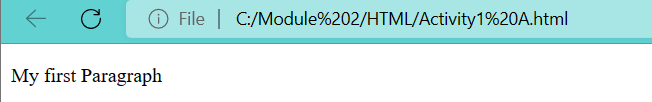 File | C:/Module%202/HTML/Activity1%20A.html
My first Paragraph